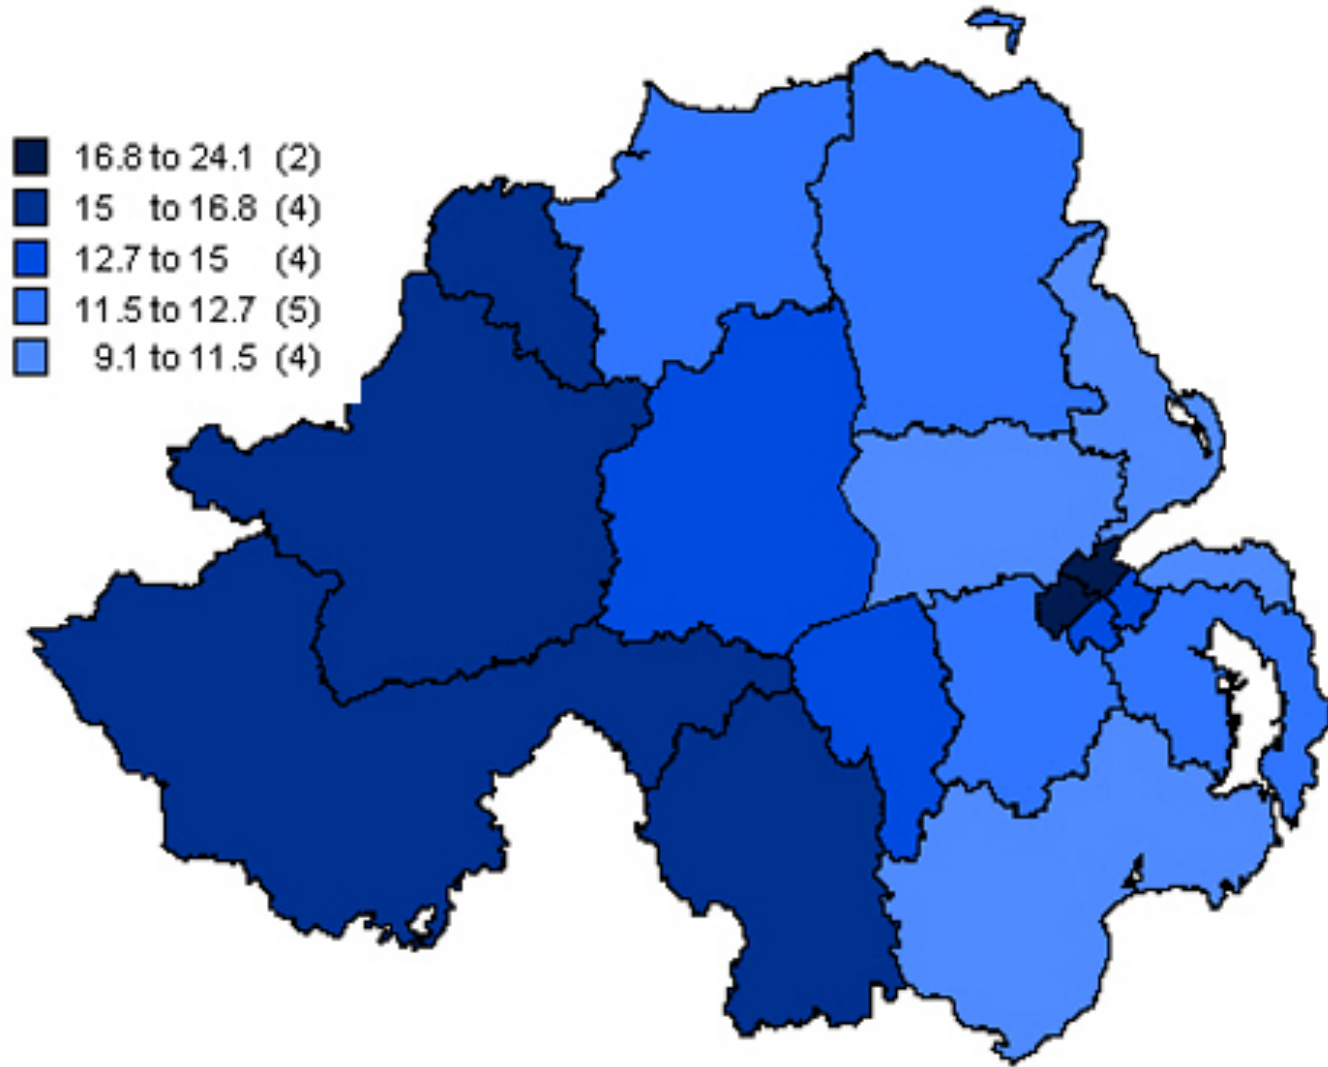 16.8 to 24.1 (2)
15 to 16.8 (4)
12.7 to 15 (4)
11.5 to 12.7 (5)
9.1 to 11.5 (4)